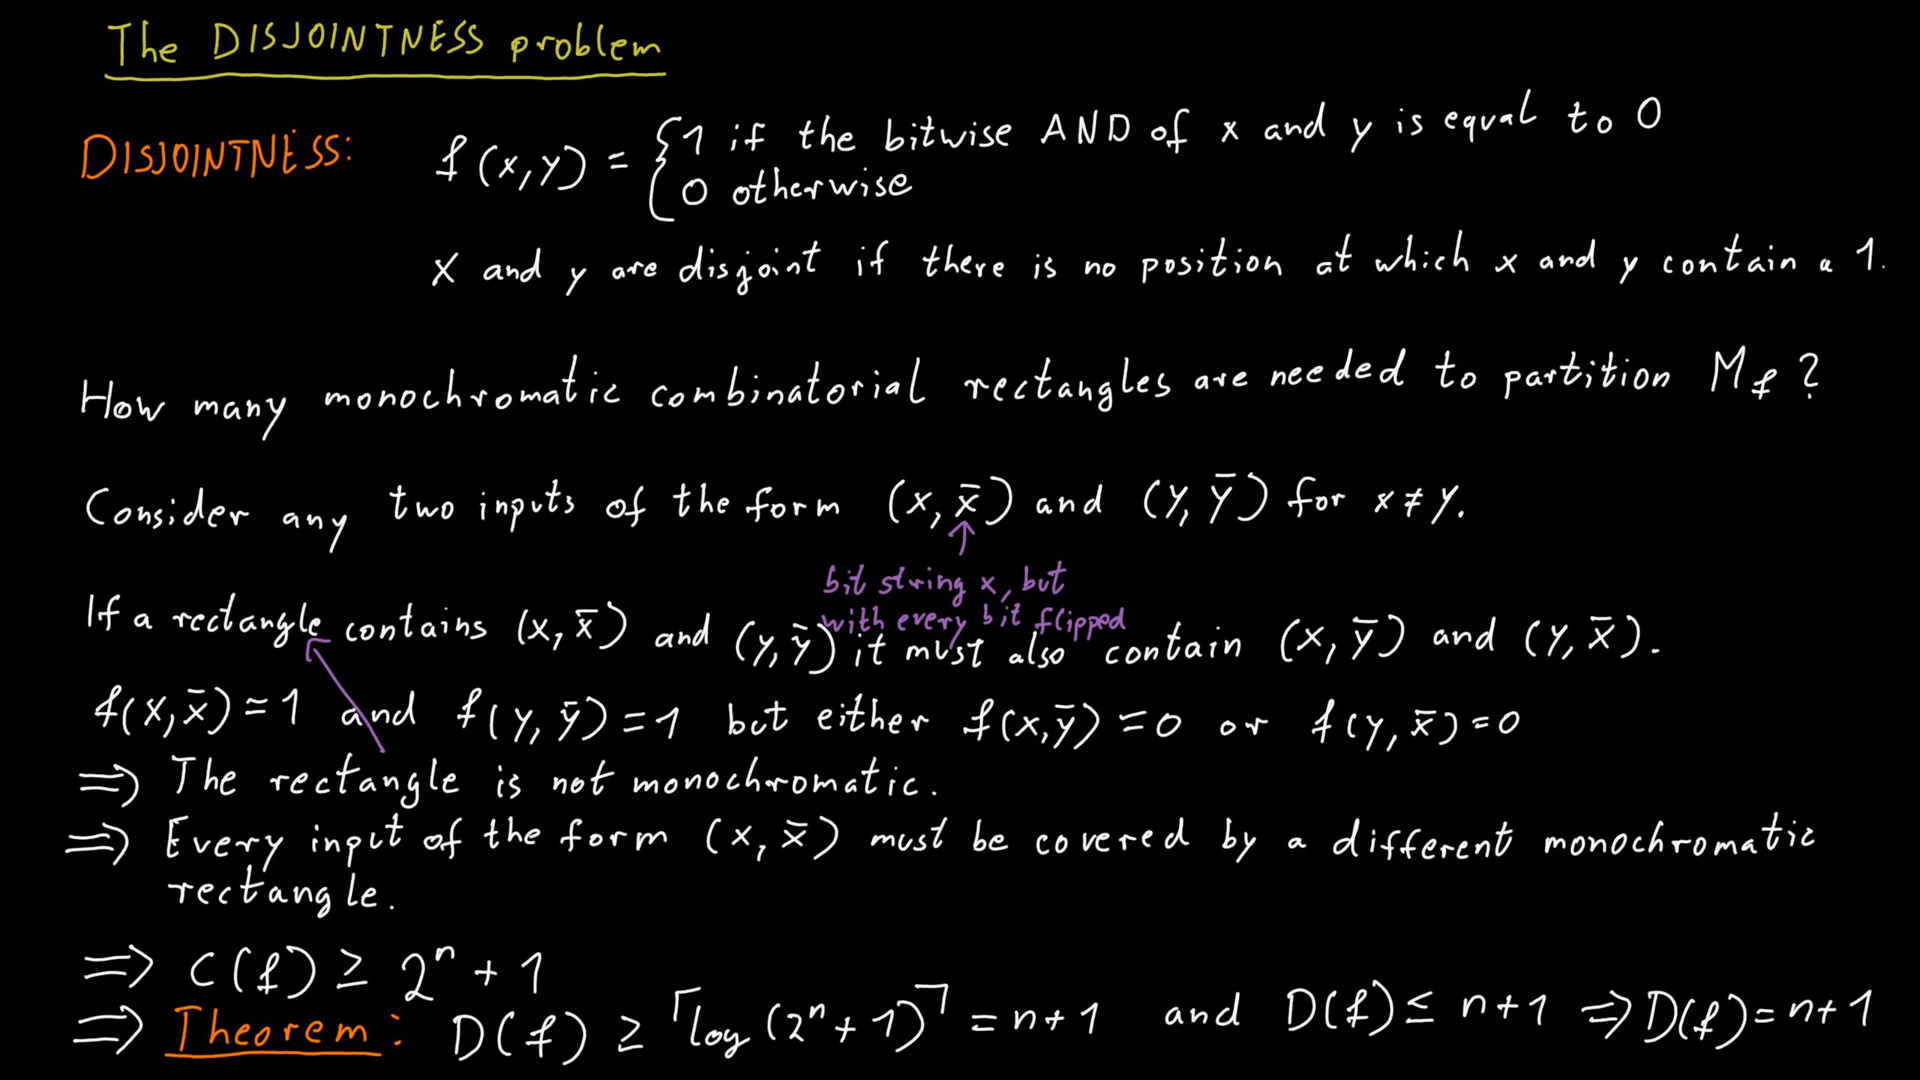 The DISJOINTNESS problem
DISJOINTNESS: f(x,y) = { 1 if the bitwise AND of x and y is equal to 0
0 otherwise
x and y are disjoint if there is no position at which x and y contain a 1.
How many monochromatic combinatorial rectangles are needed to partition M_f ?
Consider any two inputs of the form (x, x̄) and (y, ȳ) for x ≠ y.
bit string x, but
with every bit flipped
If a rectangle contains (x, x̄) and (y, ȳ) it must also contain (x, ȳ) and (y, x̄).
f(x, x̄) = 1 and f(y, ȳ) = 1 but either f(x, ȳ) = 0 or f(y, x̄) = 0
⇒ The rectangle is not monochromatic.
⇒ Every input of the form (x, x̄) must be covered by a different monochromatic
rectangle.
⇒ C(f) ≥ 2ⁿ + 1
⇒ Theorem: D(f) ≥ ⌈log (2ⁿ + 1)⌉ = n+1 and D(f) ≤ n+1 ⇒ D(f) = n+1